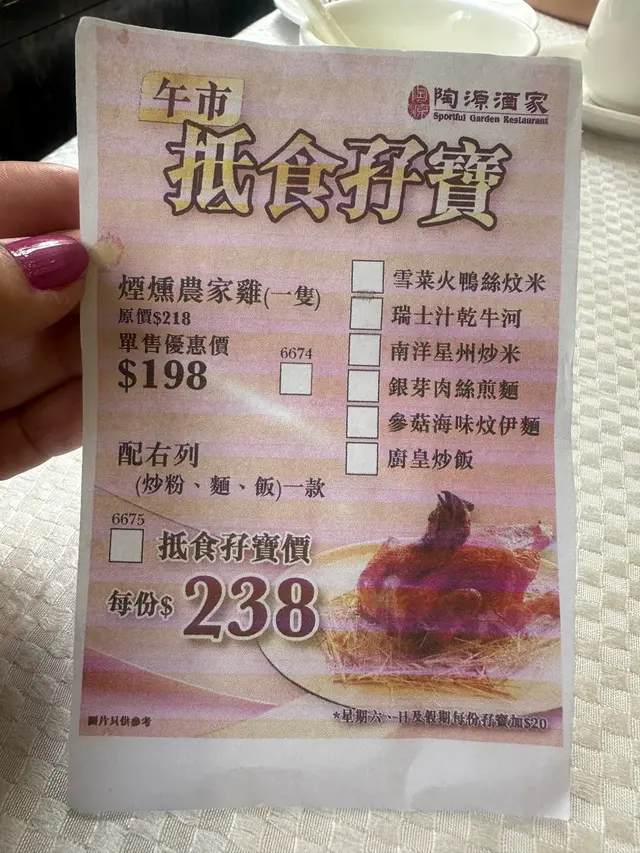 午市
陶源
陶源酒家
Sportful Garden Restaurant
抵食孖寶
煙燻農家雞(一隻)
原價$218
單售優惠價
$198
6674
雪菜火鴨絲炆米
瑞士汁乾牛河
南洋星州炒米
銀芽肉絲煎麵
參菇海味炆伊麵
廚皇炒飯
配右列
(炒粉、麵、飯)一款
6675
抵食孖寶價
每份$ 238
圖片只供參考
*星期六、日及假期每份孖寶加$20